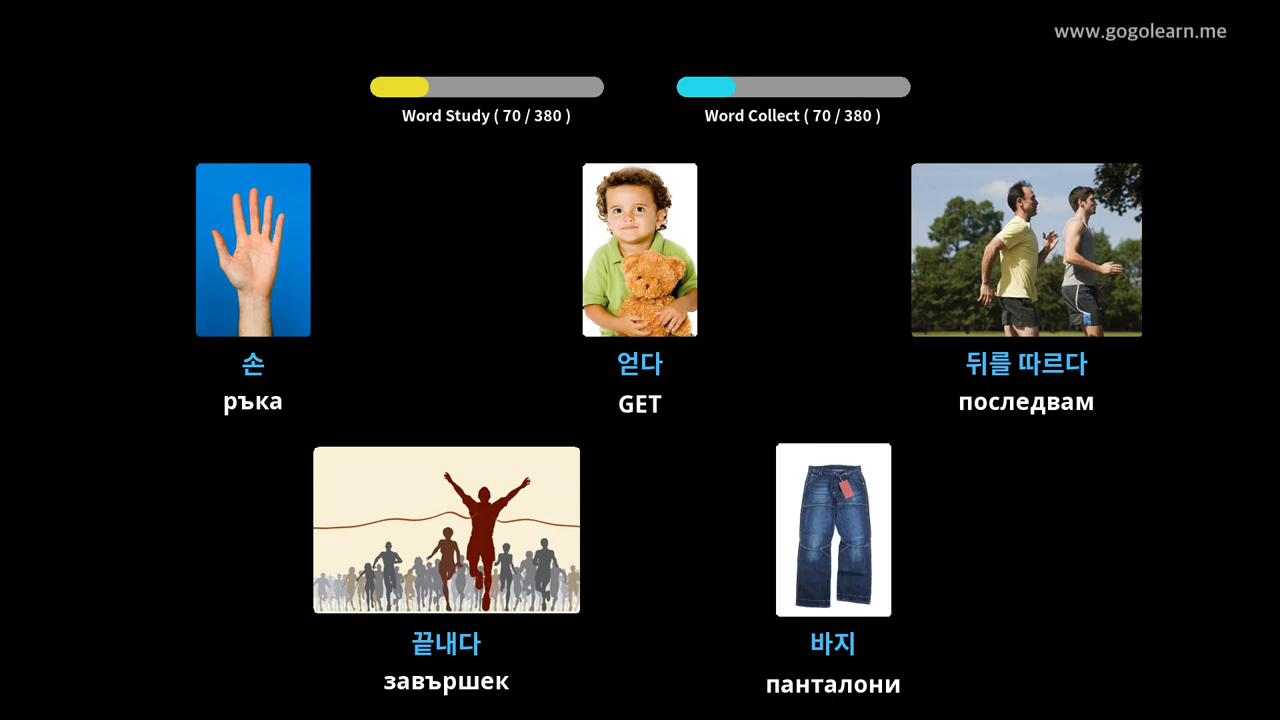 www.gogolearn.me
Word Study ( 70 / 380 )
Word Collect ( 70 / 380 )
손
ръка
얻다
GET
뒤를 따르다
последвам
끝내다
завършек
바지
панталони